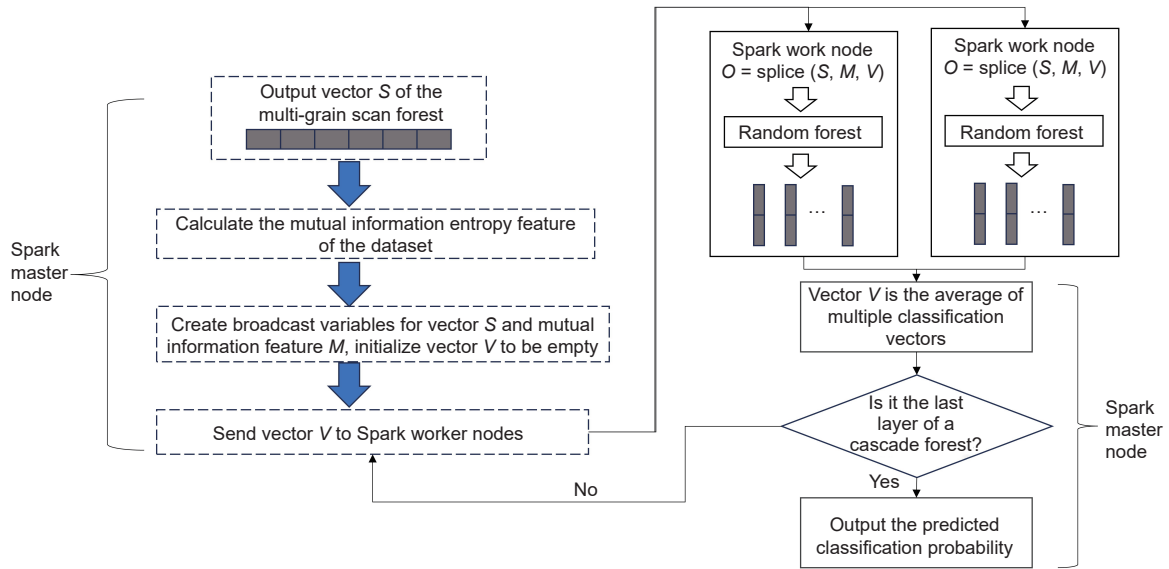 Output vector S of the
multi-grain scan forest
Calculate the mutual information entropy feature
of the dataset
Create broadcast variables for vector S and mutual
information feature M, initialize vector V to be empty
Send vector V to Spark worker nodes
Spark
master
node
Spark work node
O = splice (S, M, V)
Random forest
...
Spark work node
O = splice (S, M, V)
Random forest
...
Vector V is the average of
multiple classification
vectors
Is it the last
layer of a
cascade forest?
No
Yes
Output the predicted
classification probability
Spark
master
node